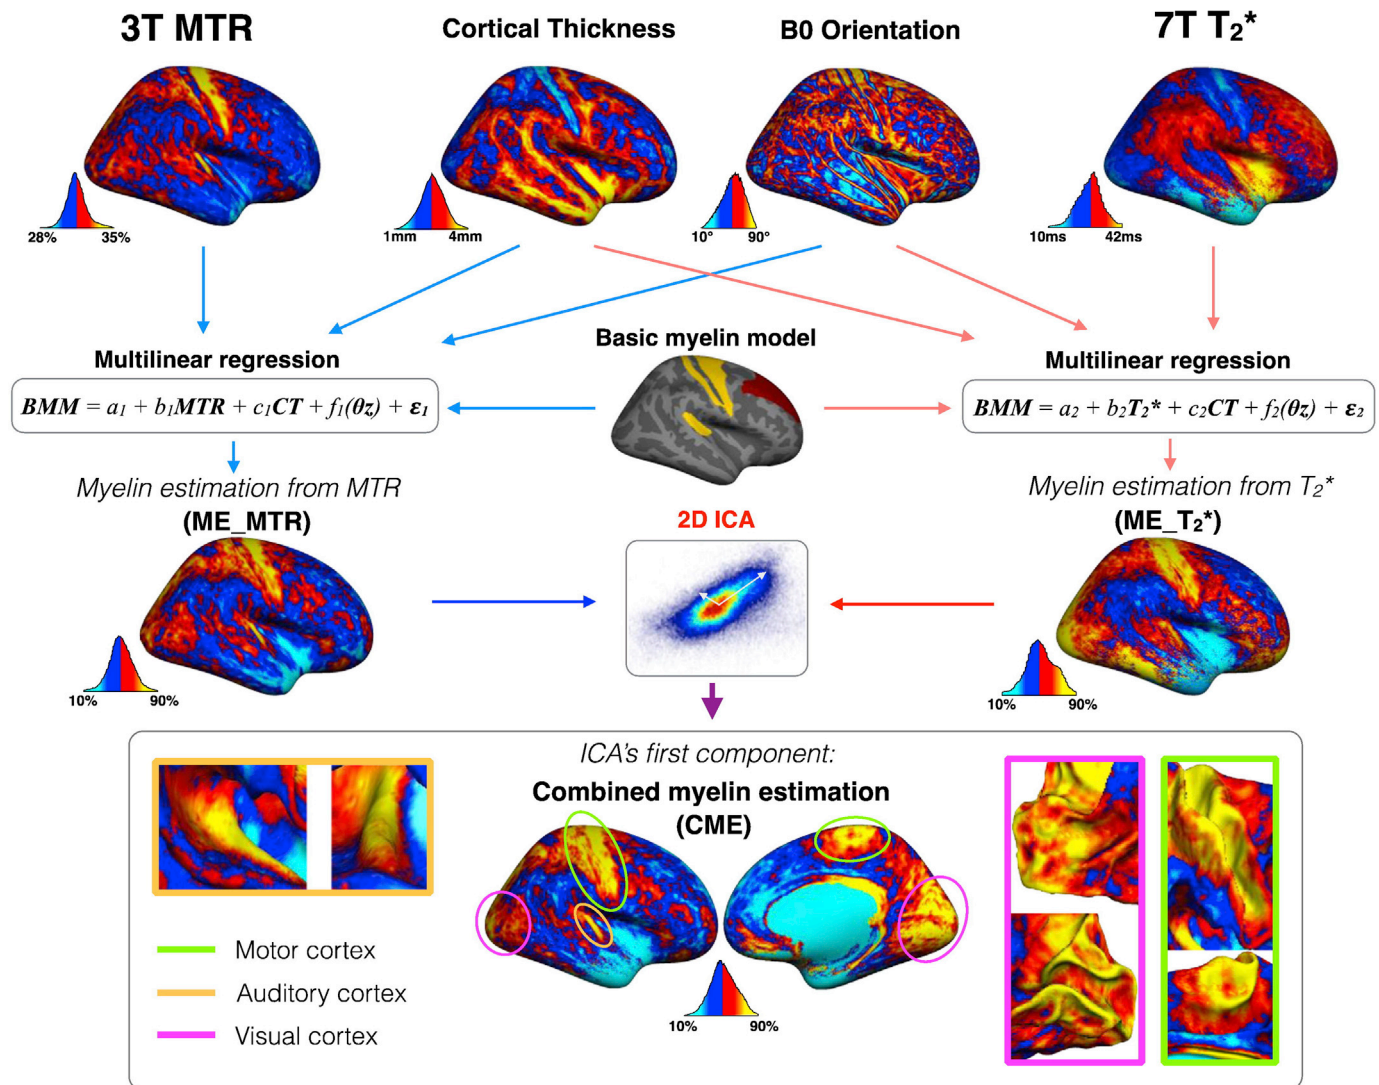 3T MTR
Cortical Thickness
B0 Orientation
7T T₂*
28% 35%
1mm 4mm
10° 90°
10ms 42ms
Multilinear regression
BMM = a₁ + b₁MTR + c₁CT + f₁(θz) + ε₁
Basic myelin model
Multilinear regression
BMM = a₂ + b₂T₂* + c₂CT + f₂(θz) + ε₂
Myelin estimation from MTR
(ME_MTR)
Myelin estimation from T₂*
(ME_T₂*)
2D ICA
10% 90%
10% 90%
ICA's first component:
Combined myelin estimation
(CME)
10% 90%
Motor cortex
Auditory cortex
Visual cortex